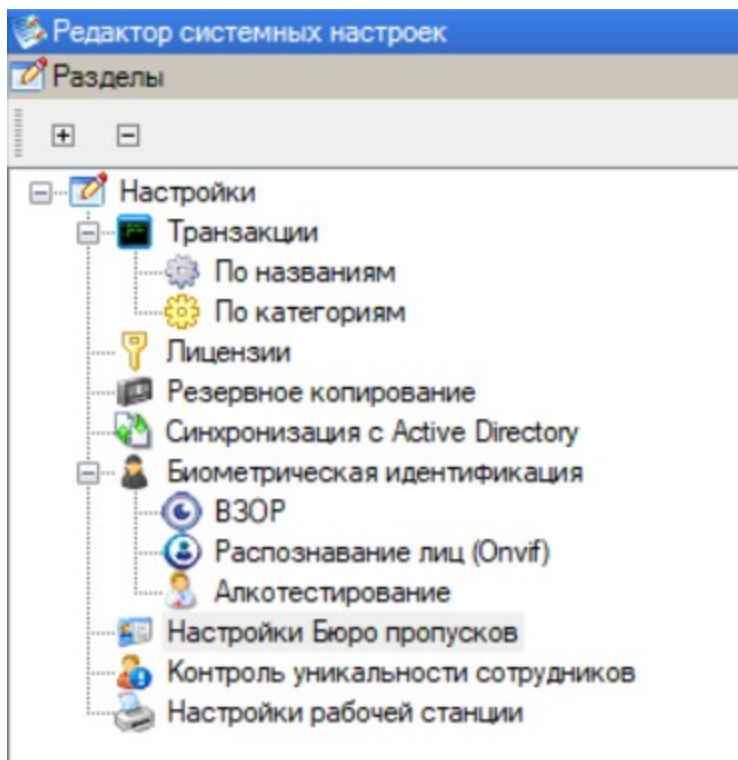 Редактор системных настроек
Разделы
Настройки
Транзакции
По названиям
По категориям
Лицензии
Резервное копирование
Синхронизация с Active Directory
Биометрическая идентификация
ВЗОР
Распознавание лиц (Onvif)
Алкотестирование
Настройки Бюро пропусков
Контроль уникальности сотрудников
Настройки рабочей станции